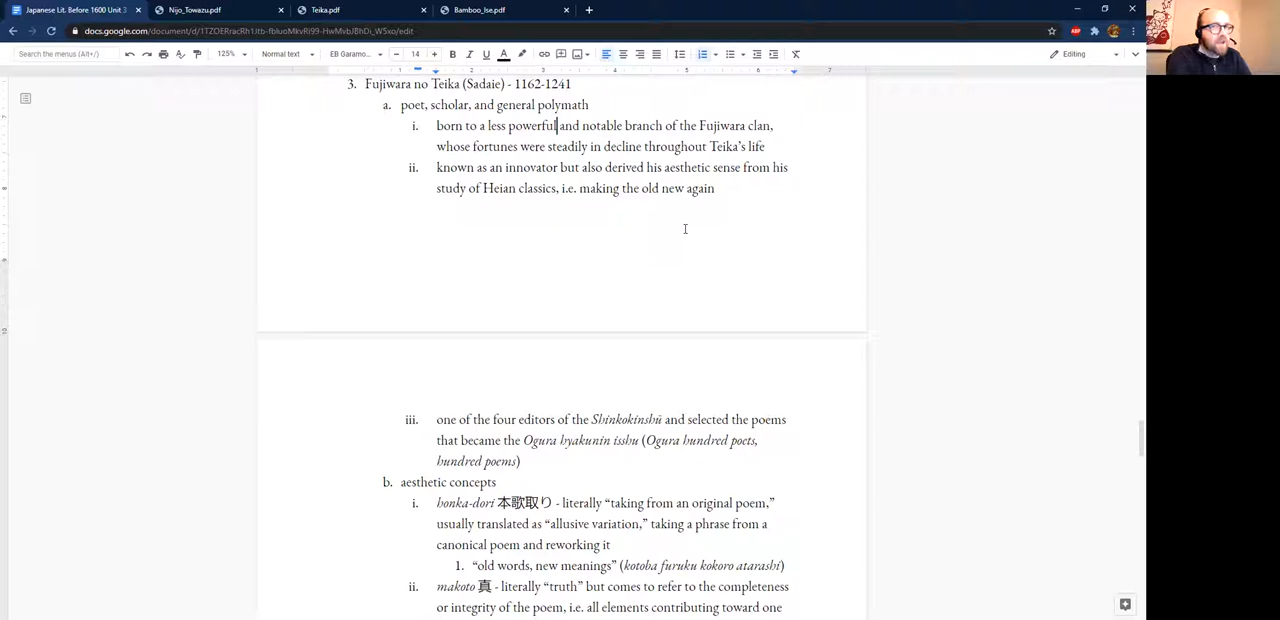 Japanese Lit. Before 1600 Unit 3
Nijo_Towazu.pdf
Teika.pdf
Bamboo_Ise.pdf
Search the menus (Alt+/)
125%
Normal text
EB Garamo...
14
Editing
3. Fujiwara no Teika (Sadaie) - 1162-1241
a. poet, scholar, and general polymath
i. born to a less powerful and notable branch of the Fujiwara clan,
whose fortunes were steadily in decline throughout Teika's life
ii. known as an innovator but also derived his aesthetic sense from his
study of Heian classics, i.e. making the old new again
iii. one of the four editors of the Shinkokinshū and selected the poems
that became the Ogura hyakunin isshu (Ogura hundred poets,
hundred poems)
b. aesthetic concepts
i. honka-dori 本歌取り - literally “taking from an original poem,”
usually translated as “allusive variation,” taking a phrase from a
canonical poem and reworking it
1. “old words, new meanings” (kotoba furuku kokoro atarashi)
ii. makoto 真 - literally “truth” but comes to refer to the completeness
or integrity of the poem, i.e. all elements contributing toward one